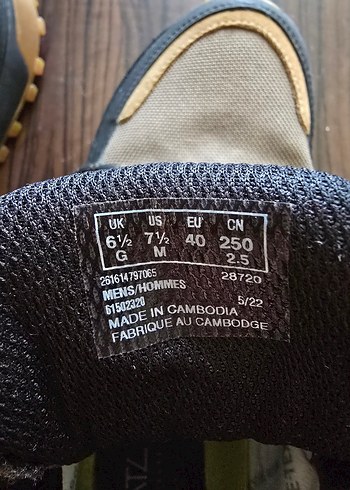 UK US EU CN
6½ 7½ 40 250
G M 2.5
261614797065 28720
MENS/HOMMES
61502320 5/22
MADE IN CAMBODIA
FABRIQUE AU CAMBODGE